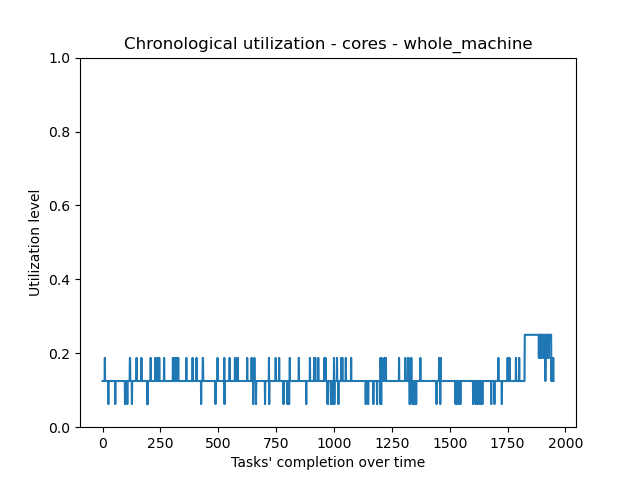 Chronological utilization - cores - whole_machine
1.0
0.8
0.6
0.4
0.2
0.0
Utilization level
0 250 500 750 1000 1250 1500 1750 2000
Tasks' completion over time